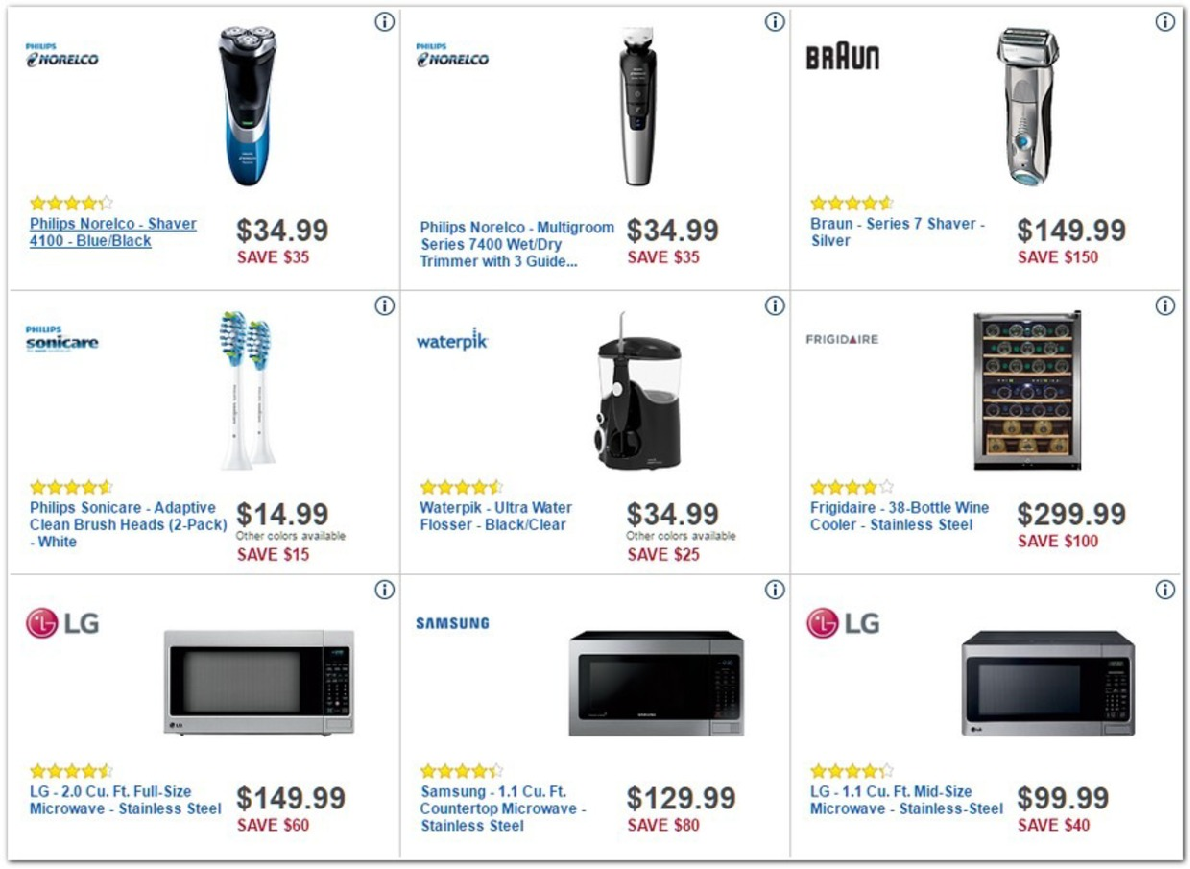 PHILIPS
NORELCO
Philips Norelco - Shaver
4100 - Blue/Black
$34.99
SAVE $35
PHILIPS
NORELCO
Philips Norelco - Multigroom
Series 7400 Wet/Dry
Trimmer with 3 Guide...
$34.99
SAVE $35
BRAUN
Braun - Series 7 Shaver -
Silver
$149.99
SAVE $150
PHILIPS
sonicare
Philips Sonicare - Adaptive
Clean Brush Heads (2-Pack)
- White
$14.99
Other colors available
SAVE $15
waterpik
Waterpik - Ultra Water
Flosser - Black/Clear
$34.99
Other colors available
SAVE $25
FRIGIDAIRE
Frigidaire - 38-Bottle Wine
Cooler - Stainless Steel
$299.99
SAVE $100
LG
LG - 2.0 Cu. Ft. Full-Size
Microwave - Stainless Steel
$149.99
SAVE $60
SAMSUNG
Samsung - 1.1 Cu. Ft.
Countertop Microwave -
Stainless Steel
$129.99
SAVE $80
LG
LG - 1.1 Cu. Ft. Mid-Size
Microwave - Stainless-Steel
$99.99
SAVE $40